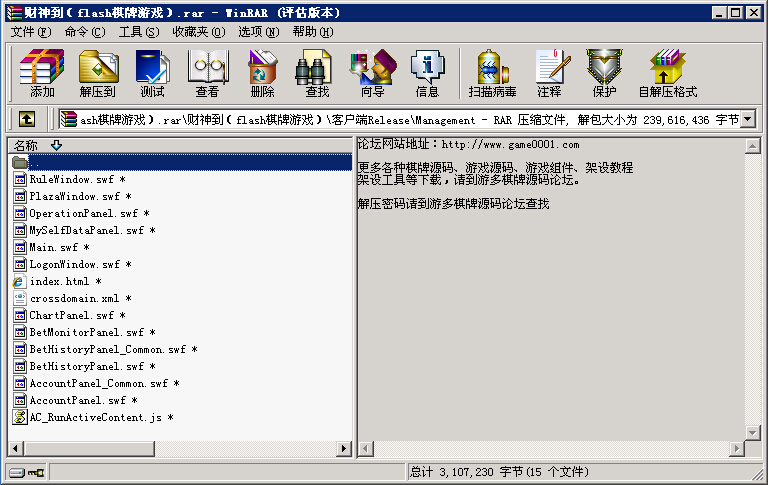 财神到(flash棋牌游戏).rar - WinRAR (评估版本)
文件(F) 命令(C) 工具(S) 收藏夹(O) 选项(N) 帮助(H)
添加 解压到 测试 查看 删除 查找 向导 信息 扫描病毒 注释 保护 自解压格式
ash棋牌游戏).rar\财神到(flash棋牌游戏)\客户端Release\Management - RAR 压缩文件, 解包大小为 239,616,436 字节
名称
..
RuleWindow.swf *
PlazaWindow.swf *
OperationPanel.swf *
MySelfDataPanel.swf *
Main.swf *
LogonWindow.swf *
index.html *
crossdomain.xml *
ChartPanel.swf *
BetMonitorPanel.swf *
BetHistoryPanel_Common.swf *
BetHistoryPanel.swf *
AccountPanel_Common.swf *
AccountPanel.swf *
AC_RunActiveContent.js *
论坛网站地址：http://www.game0001.com
更多各种棋牌源码、游戏源码、游戏组件、架设教程
架设工具等下载，请到游多棋牌源码论坛。
解压密码请到游多棋牌源码论坛查找
总计 3,107,230 字节(15 个文件)